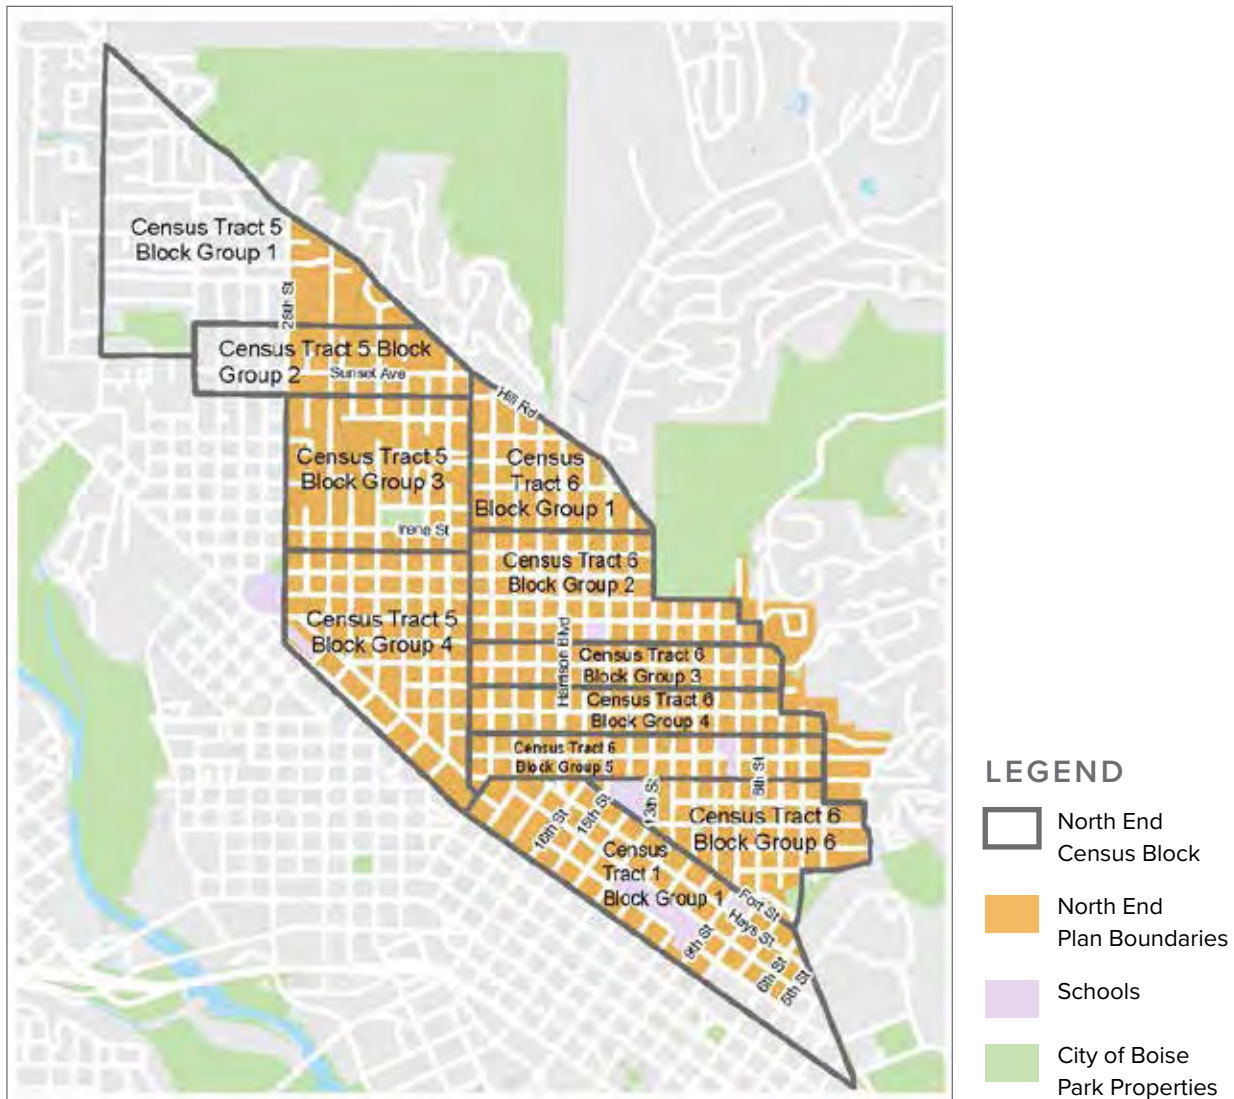 Census Tract 5
Block Group 1
28th St
Census Tract 5 Block
Group 2
Sunset Ave
Hill Rd
Census Tract 5
Block Group 3
Census
Tract 6
Block Group 1
Irene St
Census Tract 6
Block Group 2
Census Tract 5
Block Group 4
Harrison Blvd
Census Tract 6
Block Group 3
Census Tract 6
Block Group 4
Census Tract 6
Block Group 5
8th St
13th St
15th St
16th St
Census Tract 6
Block Group 6
Census
Tract 1
Block Group 1
Fort St
Hays St
9th St
6th St
5th St
LEGEND
North End
Census Block
North End
Plan Boundaries
Schools
City of Boise
Park Properties